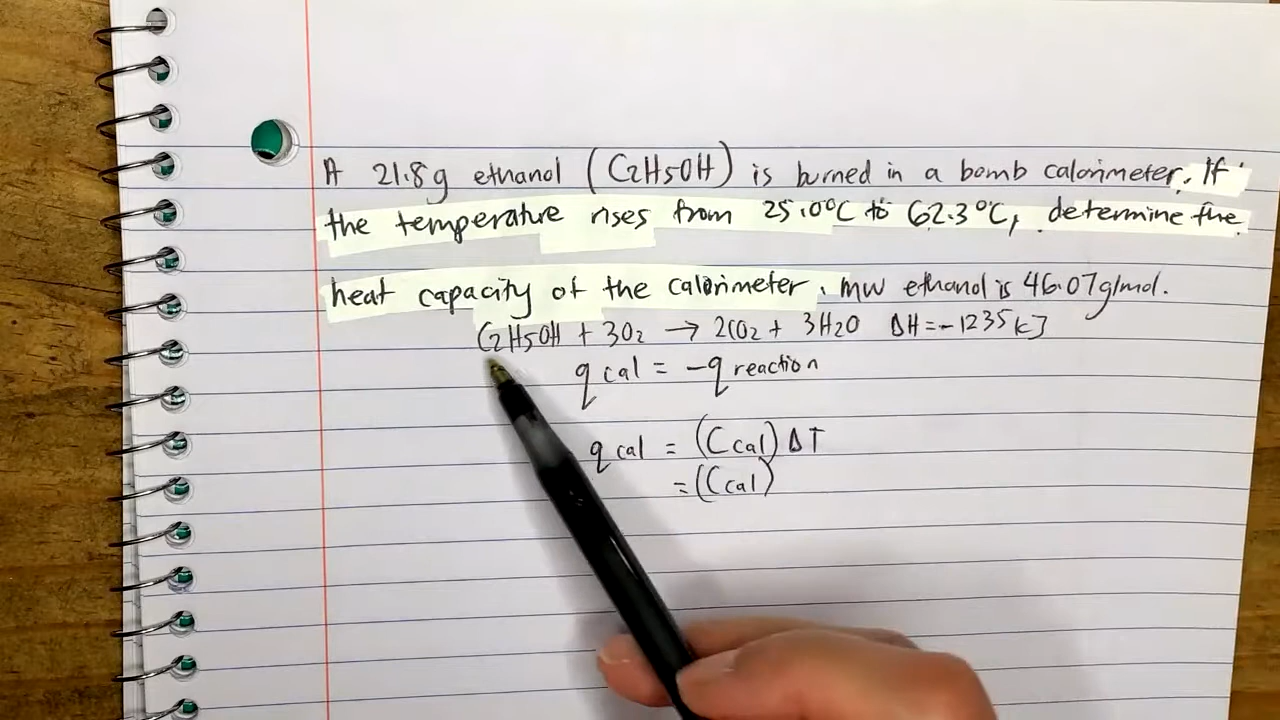 A 21.8g ethanol (C2H5OH) is burned in a bomb calorimeter. If
the temperature rises from 25.0°C to 62.3°C, determine the
heat capacity of the calorimeter. mw ethanol is 46.07g/mol.
C2H5OH + 3O2 → 2CO2 + 3H2O ΔH=-1235kJ
q cal = -q reaction
q cal = (Ccal) ΔT
= (Ccal)